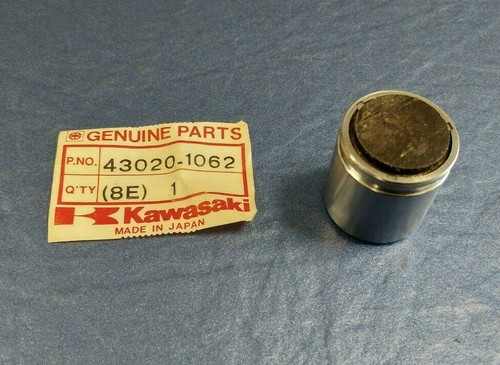 GENUINE PARTS
P.NO. 43020-1062
Q'TY (8E) 1
Kawasaki
MADE IN JAPAN